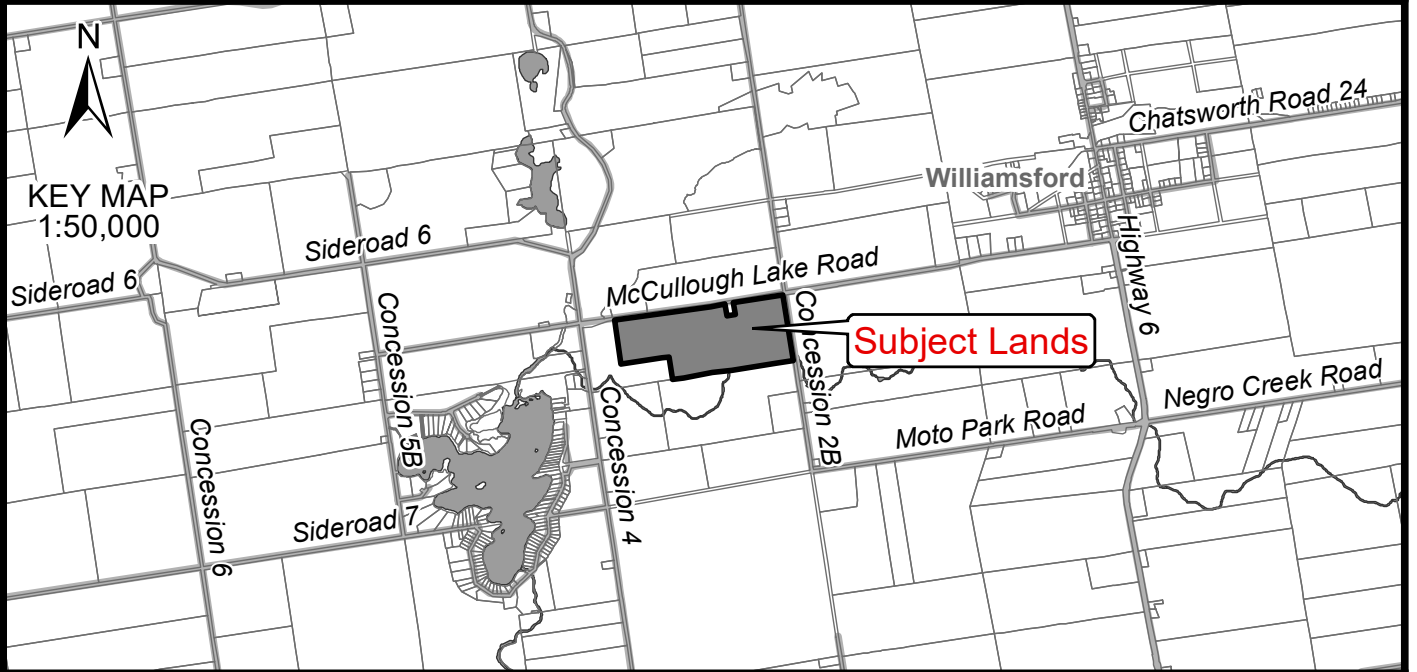 N
KEY MAP
1:50,000
Chatsworth Road 24
Williamsford
Sideroad 6
Sideroad 6
McCullough Lake Road
Highway 6
Concession 5B
Concession 2B
Subject Lands
Negro Creek Road
Moto Park Road
Concession 4
Concession 6
Sideroad 7